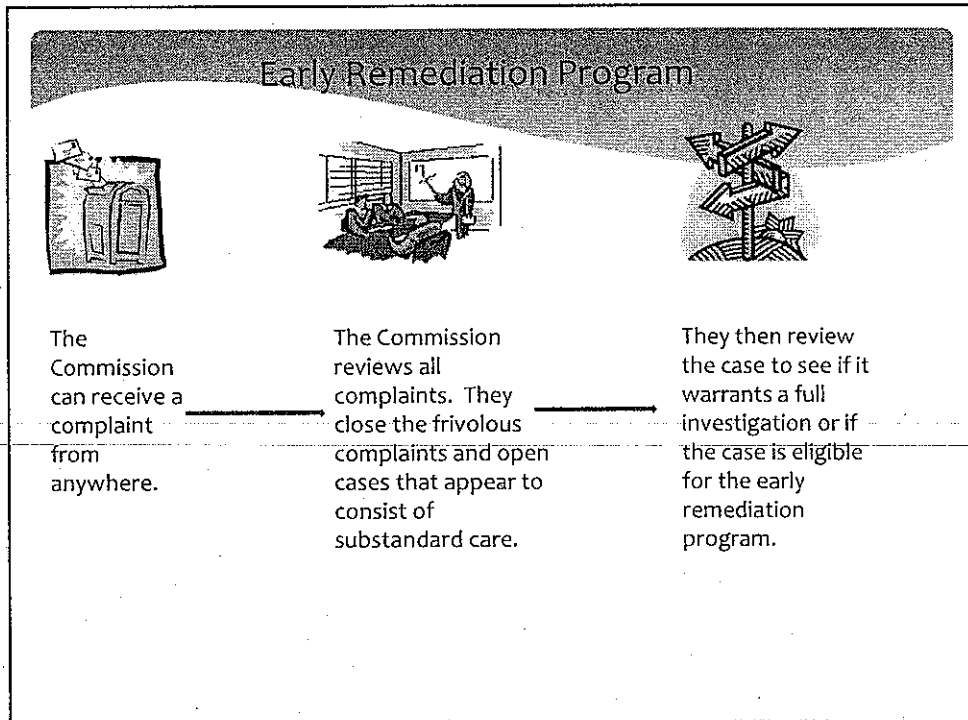 Early Remediation Program
The
Commission
can receive a
complaint
from
anywhere.
The Commission
reviews all
complaints. They
close the frivolous
complaints and open
cases that appear to
consist of
substandard care.
They then review
the case to see if it
warrants a full
investigation or if
the case is eligible
for the early
remediation
program.